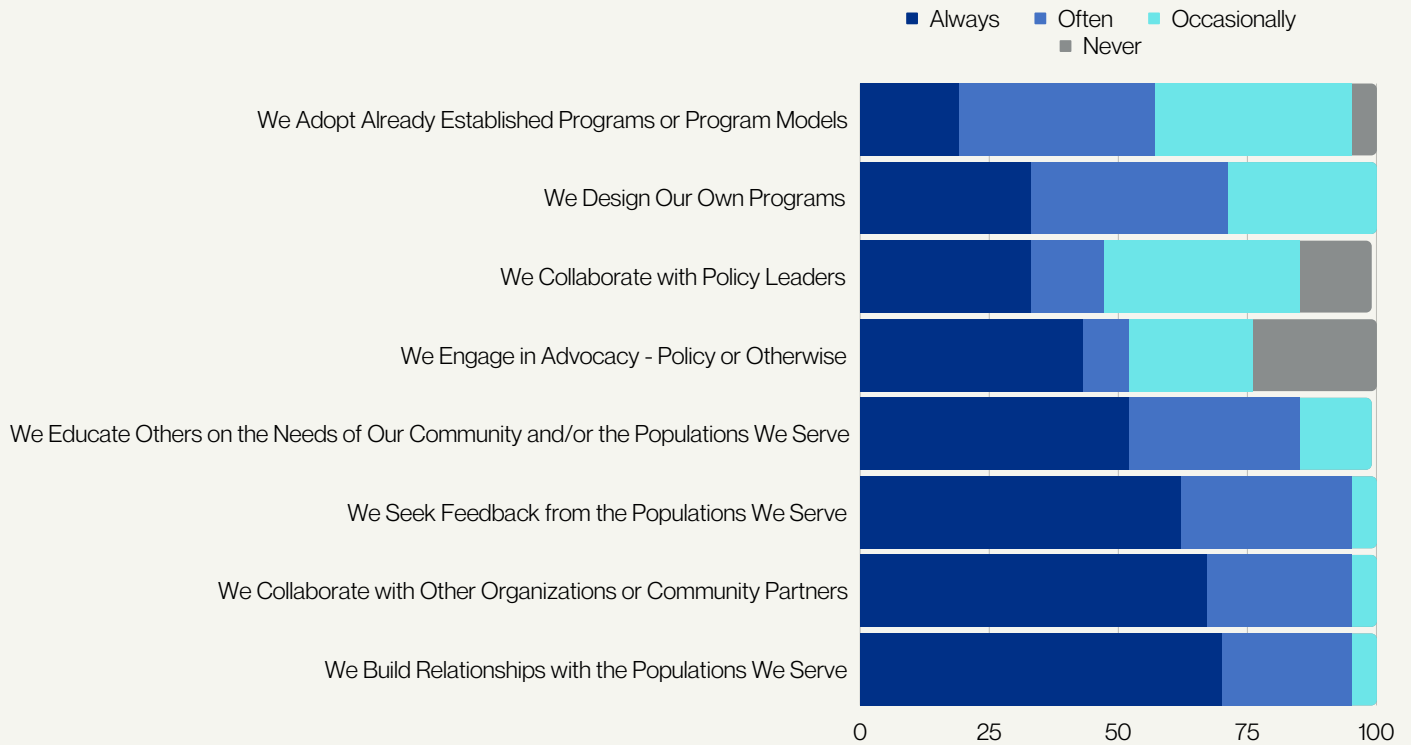 Always Often Occasionally
Never
We Adopt Already Established Programs or Program Models
We Design Our Own Programs
We Collaborate with Policy Leaders
We Engage in Advocacy - Policy or Otherwise
We Educate Others on the Needs of Our Community and/or the Populations We Serve
We Seek Feedback from the Populations We Serve
We Collaborate with Other Organizations or Community Partners
We Build Relationships with the Populations We Serve
0 25 50 75 100